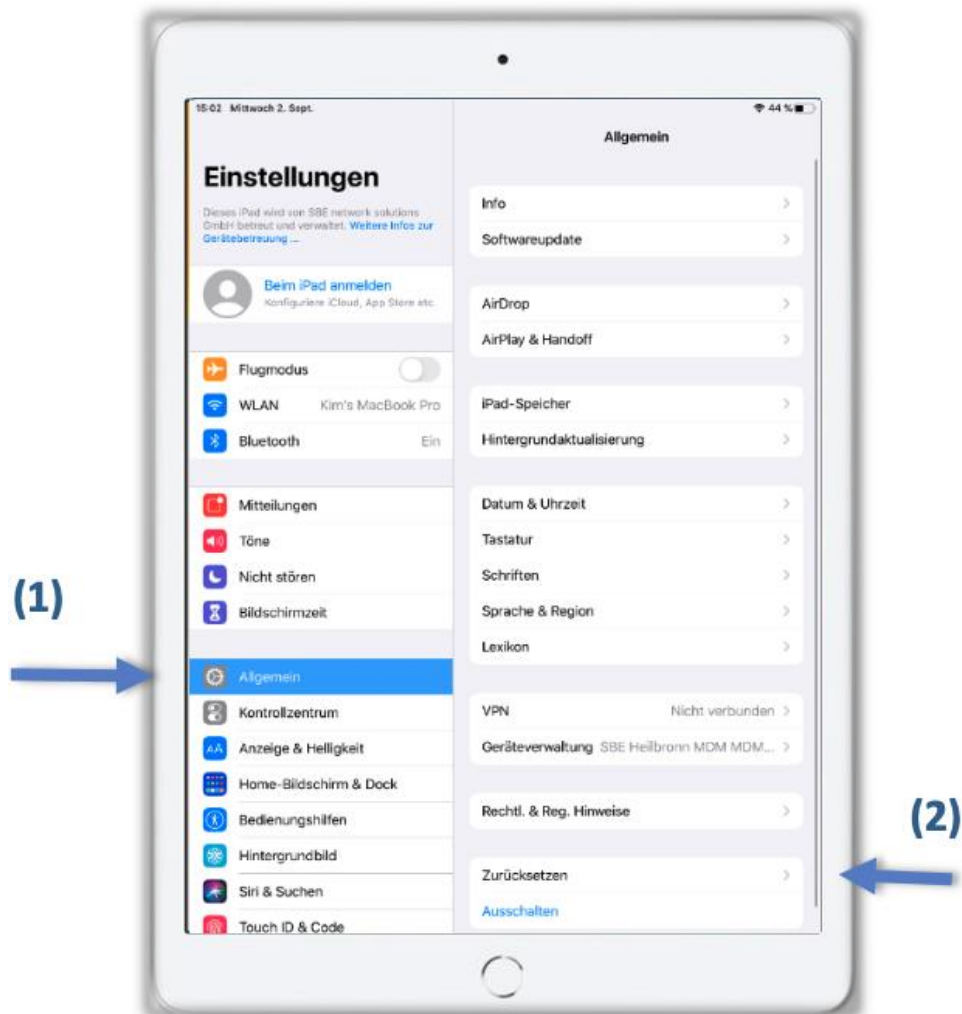 15:02 Mittwoch 2. Sept.
44 %
Einstellungen
Dieses iPad wird von SBE network solutions
GmbH betreut und verwaltet. Weitere Infos zur
Gerätebetreuung ...
Beim iPad anmelden
Konfiguriere iCloud, App Store etc.
Flugmodus
WLAN Kim's MacBook Pro
Bluetooth Ein
Mitteilungen
Töne
Nicht stören
Bildschirmzeit
(1)
Allgemein
Kontrollzentrum
AA Anzeige & Helligkeit
Home-Bildschirm & Dock
Bedienungshilfen
Hintergrundbild
Siri & Suchen
Touch ID & Code
Allgemein
Info
Softwareupdate
AirDrop
AirPlay & Handoff
iPad-Speicher
Hintergrundaktualisierung
Datum & Uhrzeit
Tastatur
Schriften
Sprache & Region
Lexikon
VPN Nicht verbunden
Geräteverwaltung SBE Heilbronn MDM MDM...
Rechtl. & Reg. Hinweise
Zurücksetzen
(2)
Ausschalten